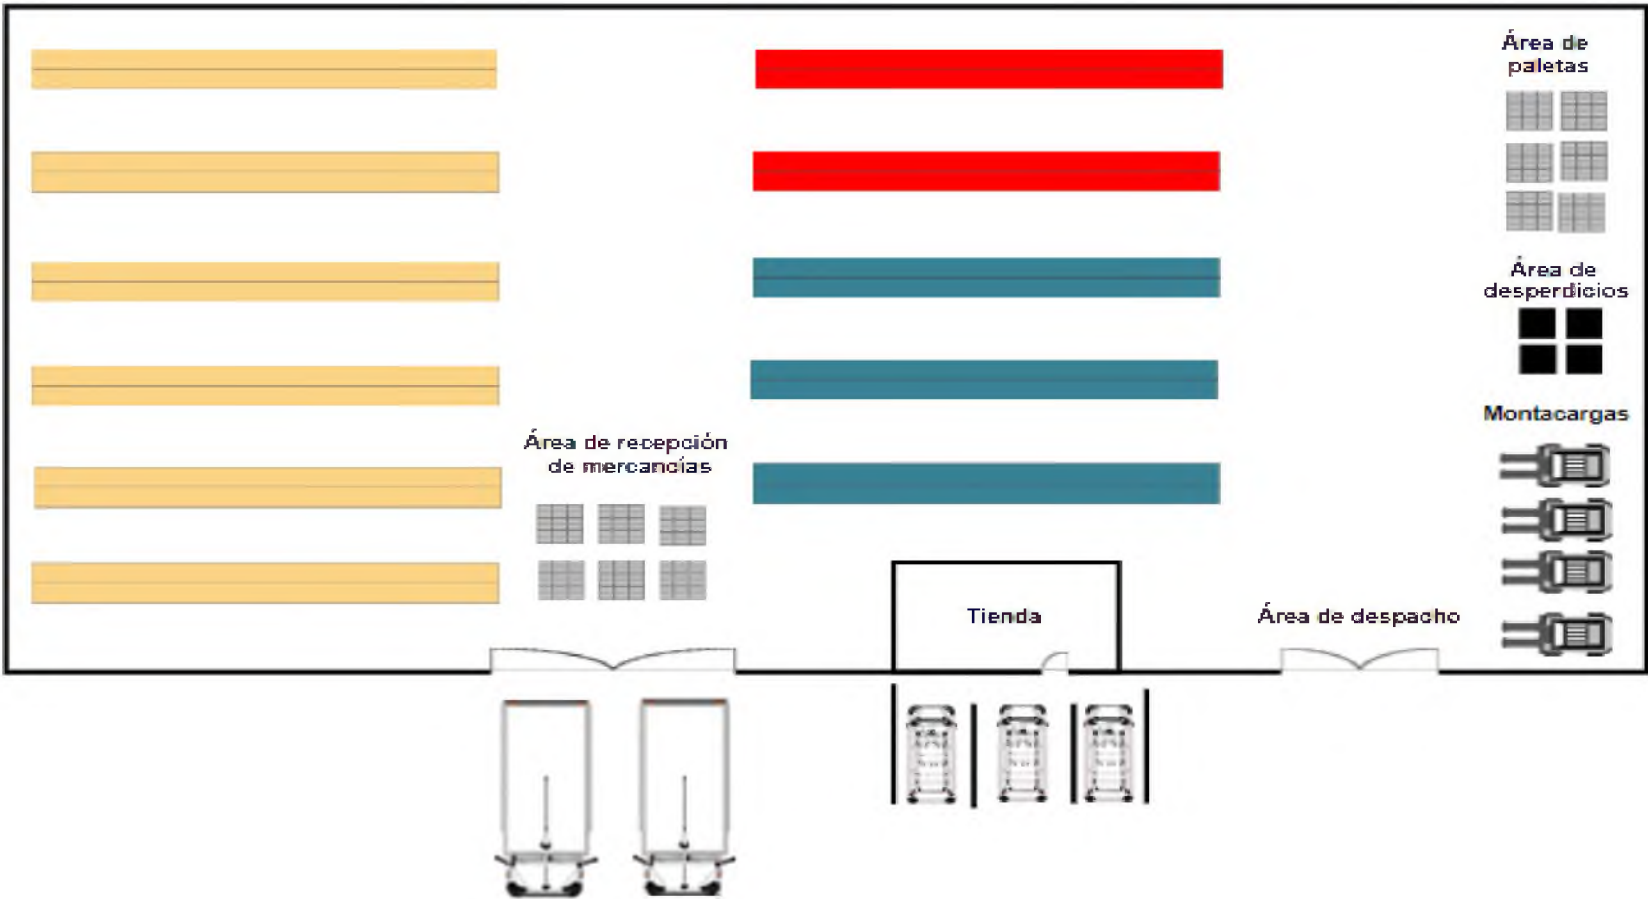 Área de
paletas
Área de
desperdicios
Montacargas
Área de recepción
de mercancías
Tienda
Área de despacho